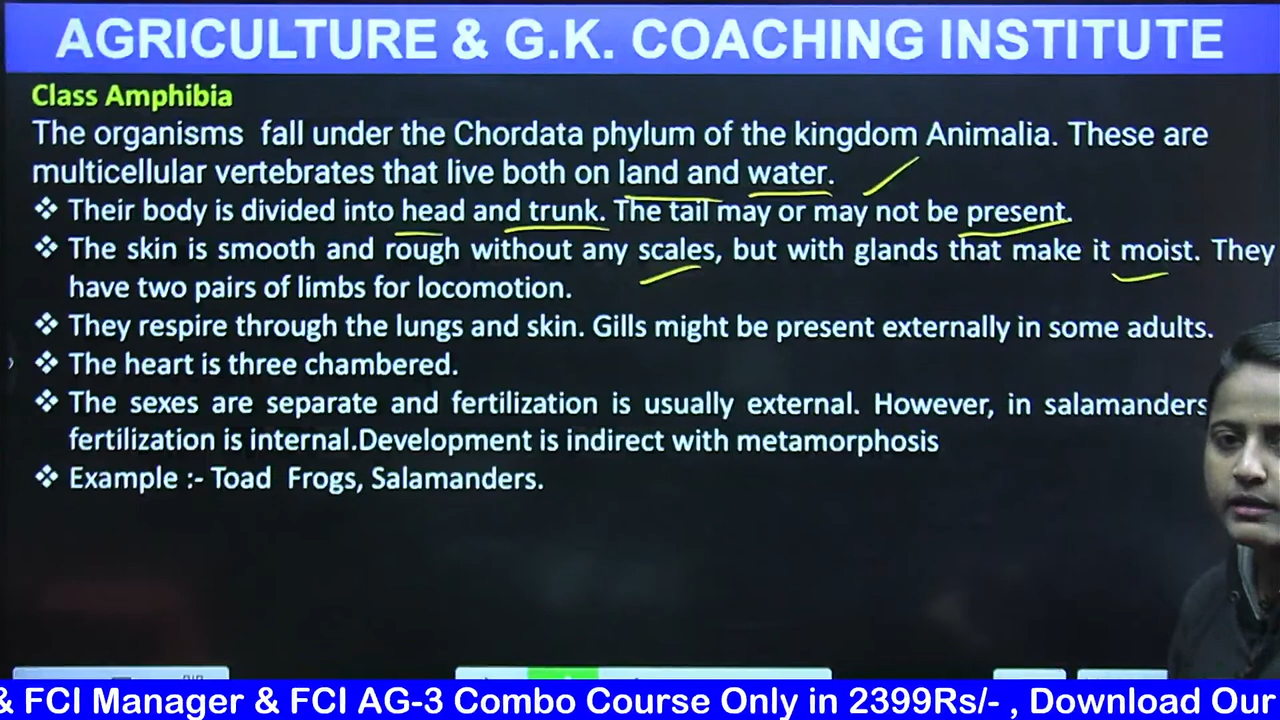 AGRICULTURE & G.K. COACHING INSTITUTE
Class Amphibia
The organisms fall under the Chordata phylum of the kingdom Animalia. These are
multicellular vertebrates that live both on land and water.
❖ Their body is divided into head and trunk. The tail may or may not be present.
❖ The skin is smooth and rough without any scales, but with glands that make it moist. They
have two pairs of limbs for locomotion.
❖ They respire through the lungs and skin. Gills might be present externally in some adults.
❖ The heart is three chambered.
❖ The sexes are separate and fertilization is usually external. However, in salamanders
fertilization is internal.Development is indirect with metamorphosis
❖ Example :- Toad Frogs, Salamanders.
& FCI Manager & FCI AG-3 Combo Course Only in 2399Rs/- , Download Our